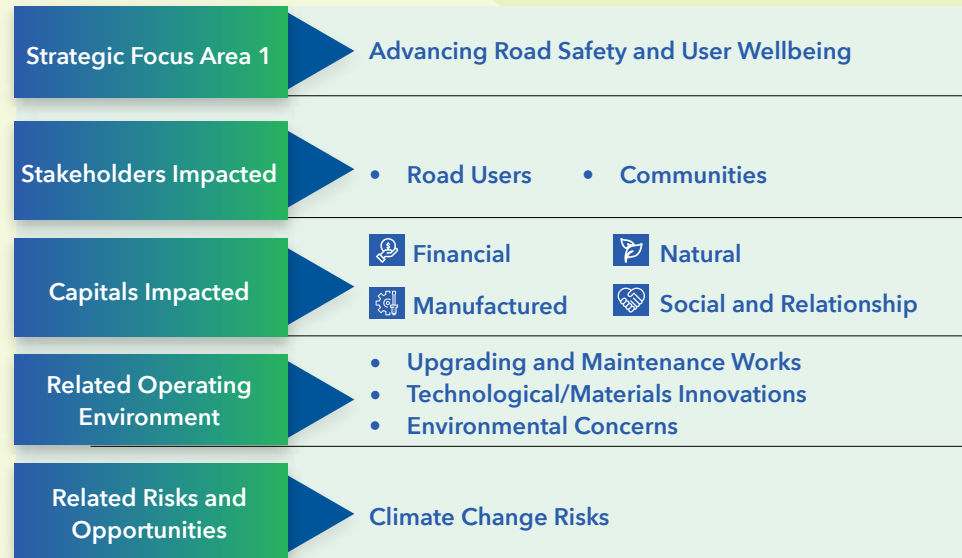 Strategic Focus Area 1
Advancing Road Safety and User Wellbeing
Stakeholders Impacted
• Road Users • Communities
Capitals Impacted
Financial Natural
Manufactured Social and Relationship
Related Operating
Environment
• Upgrading and Maintenance Works
• Technological/Materials Innovations
• Environmental Concerns
Related Risks and
Opportunities
Climate Change Risks